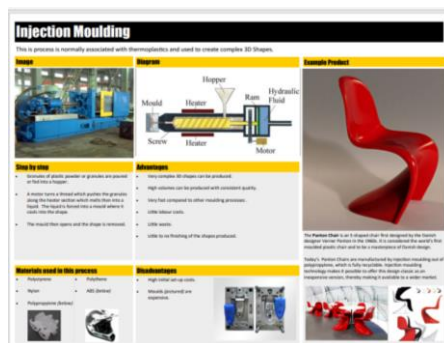 Injection Moulding
This is process is normally associated with thermoplastics and used to create complex 3D Shapes.
Image
Diagram
Hopper
Hydraulic
Fluid
Ram
Mould
Heater
Screw
Heater
Motor
Example Product
Step by step
Granules of plastic powder or granules are poured
or fed into a hopper.
A motor turns a thread which pushes the granules
along the heater section which melts then into a
liquid. The liquid is forced into a mould where it
cools into the shape.
The mould then opens and the shape is removed.
Advantages
Very complex 3D shapes can be produced.
High volumes can be produced with consistent quality.
Very fast compared to other moulding processes.
Little labour costs.
Little waste.
Little to no finishing of the shapes produced.
The Panton Chair is an S-shaped chair first designed by the Danish
designer Verner Panton in the 1960s. It is considered the world's first
moulded plastic chair and to be a masterpiece of Danish design.
Today's Panton Chairs are manufactured by injection moulding out of
polypropylene, which is fully recyclable. Injection moulding
technology makes it possible to offer this design classic as an
inexpensive version, thereby making it available to a wider market.
Materials used in this process
Polystyrene
Nylon
Polypropylene (below)
Polythene
ABS (below)
Disadvantages
High initial set-up costs.
Moulds (pictured) are
expensive.